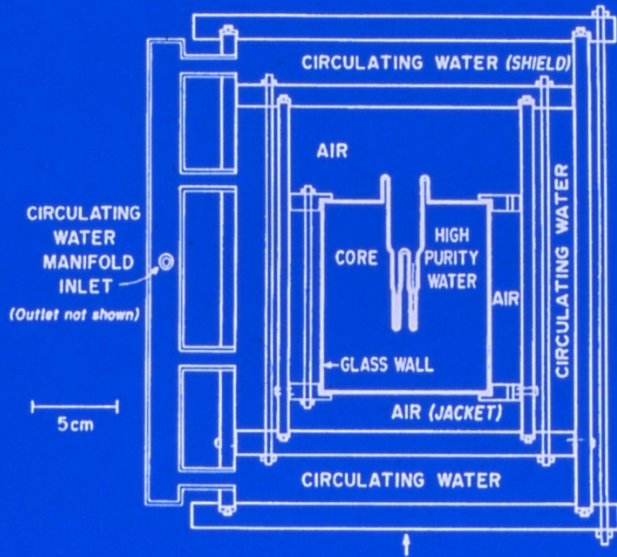 CIRCULATING WATER (SHIELD)
AIR
CIRCULATING
WATER
MANIFOLD
INLET
(Outlet not shown)
CORE
HIGH
PURITY
WATER
AIR
CIRCULATING WATER
GLASS WALL
5cm
AIR (JACKET)
CIRCULATING WATER